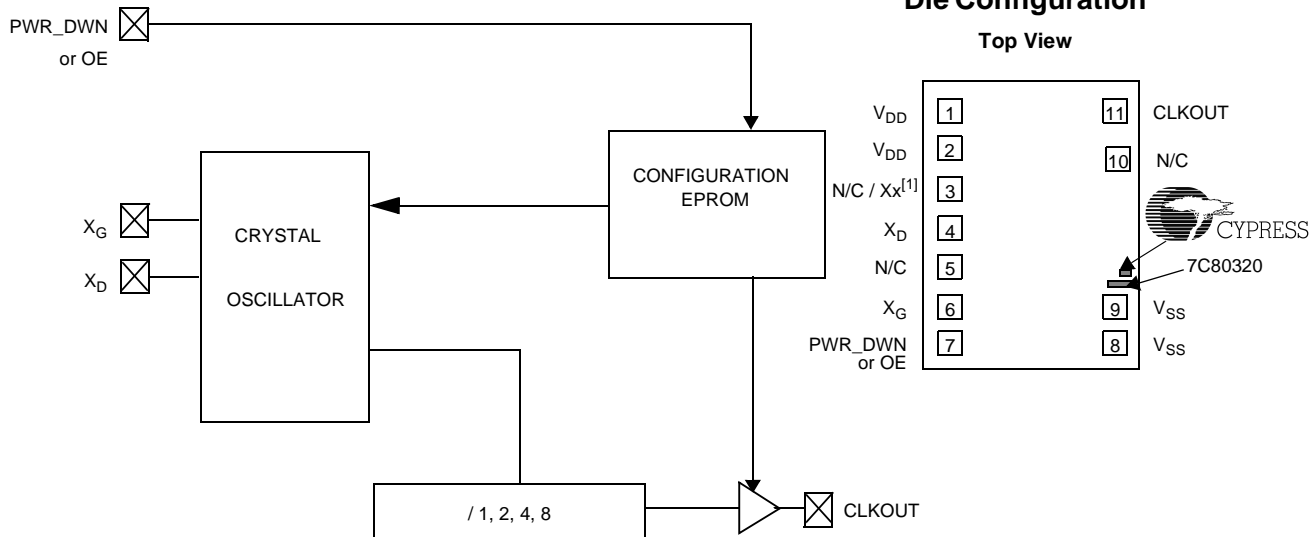 Die Configuration
Top View
PWR_DWN
or OE
CONFIGURATION
EPROM
CRYSTAL
OSCILLATOR
X_G
X_D
/ 1, 2, 4, 8
CLKOUT
V_DD 1
V_DD 2
N/C / Xx[1] 3
X_D 4
N/C 5
X_G 6
PWR_DWN 7
or OE
11 CLKOUT
10 N/C
CYPRESS
7C80320
9 V_SS
8 V_SS